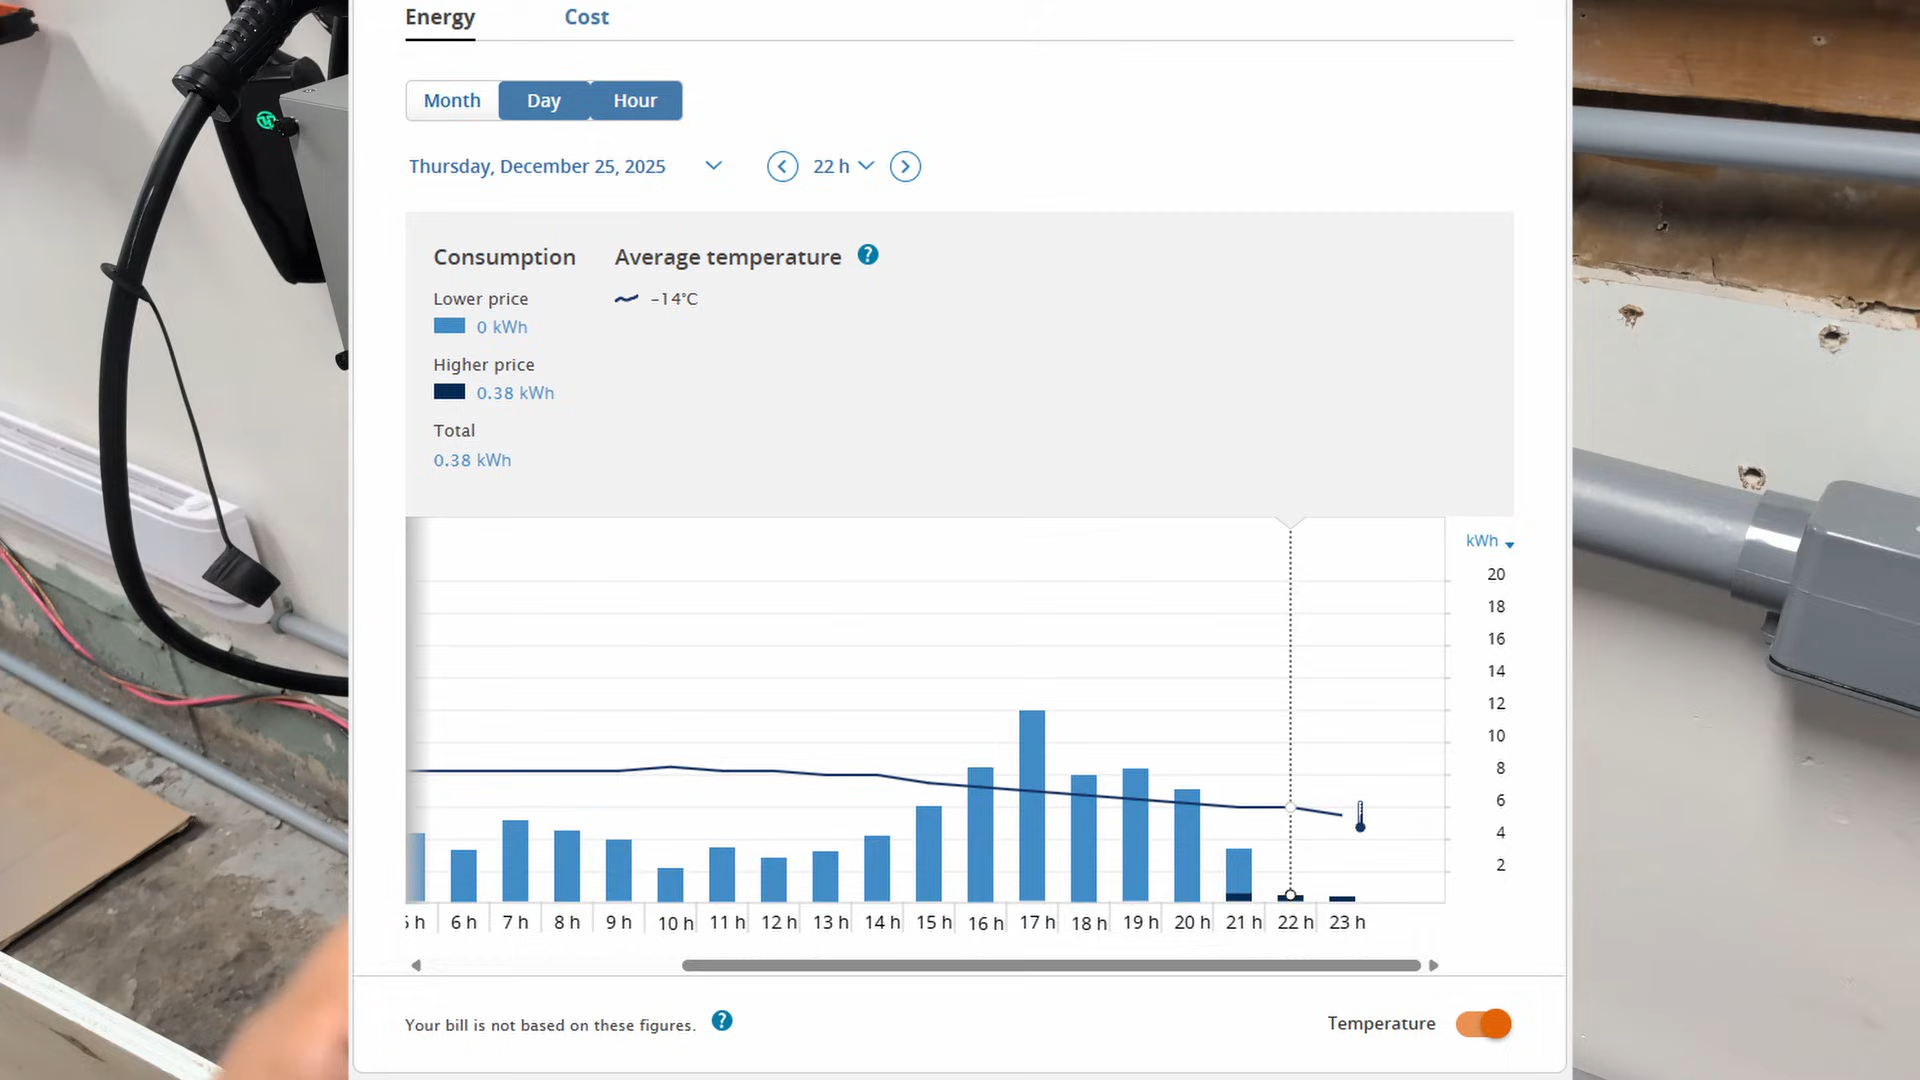 Energy Cost
Month Day Hour
Thursday, December 25, 2025 22 h
Consumption Average temperature ?
Lower price −14°C
0 kWh
Higher price
0.38 kWh
Total
0.38 kWh
kWh
20
18
16
14
12
10
8
6
4
2
5 h 6 h 7 h 8 h 9 h 10 h 11 h 12 h 13 h 14 h 15 h 16 h 17 h 18 h 19 h 20 h 21 h 22 h 23 h
Your bill is not based on these figures. ? Temperature